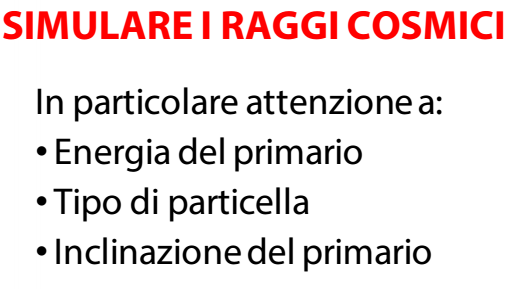 SIMULARE I RAGGI COSMICI
In particolare attenzione a:
• Energia del primario
• Tipo di particella
• Inclinazione del primario